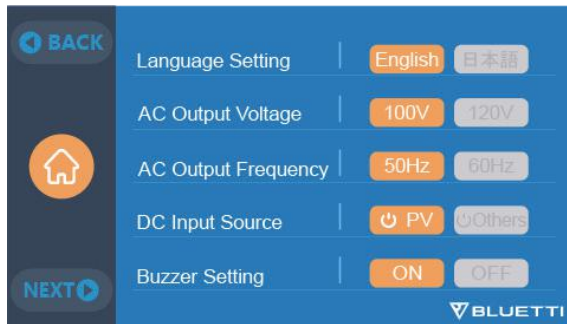 BACK
Language Setting English 日本語
AC Output Voltage 100V 120V
AC Output Frequency 50Hz 60Hz
DC Input Source PV Others
Buzzer Setting ON OFF
NEXT
BLUETTI